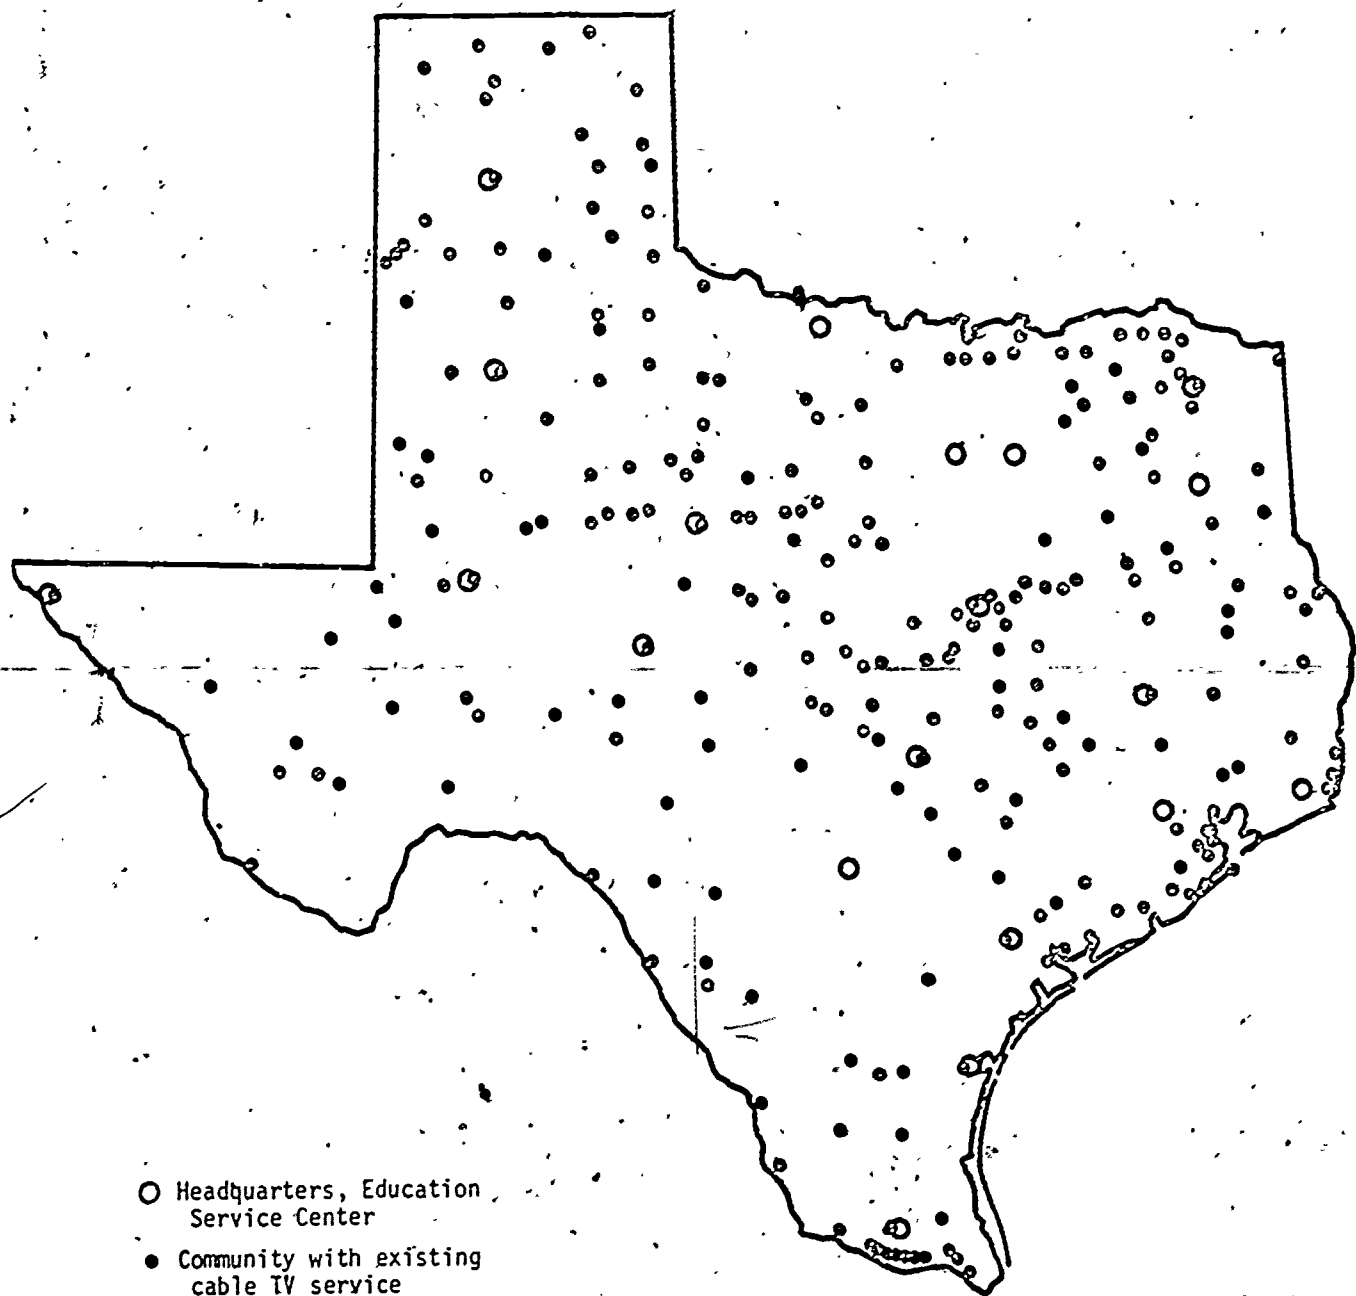 Headquarters, Education
Service Center
Community with existing
cable TV service